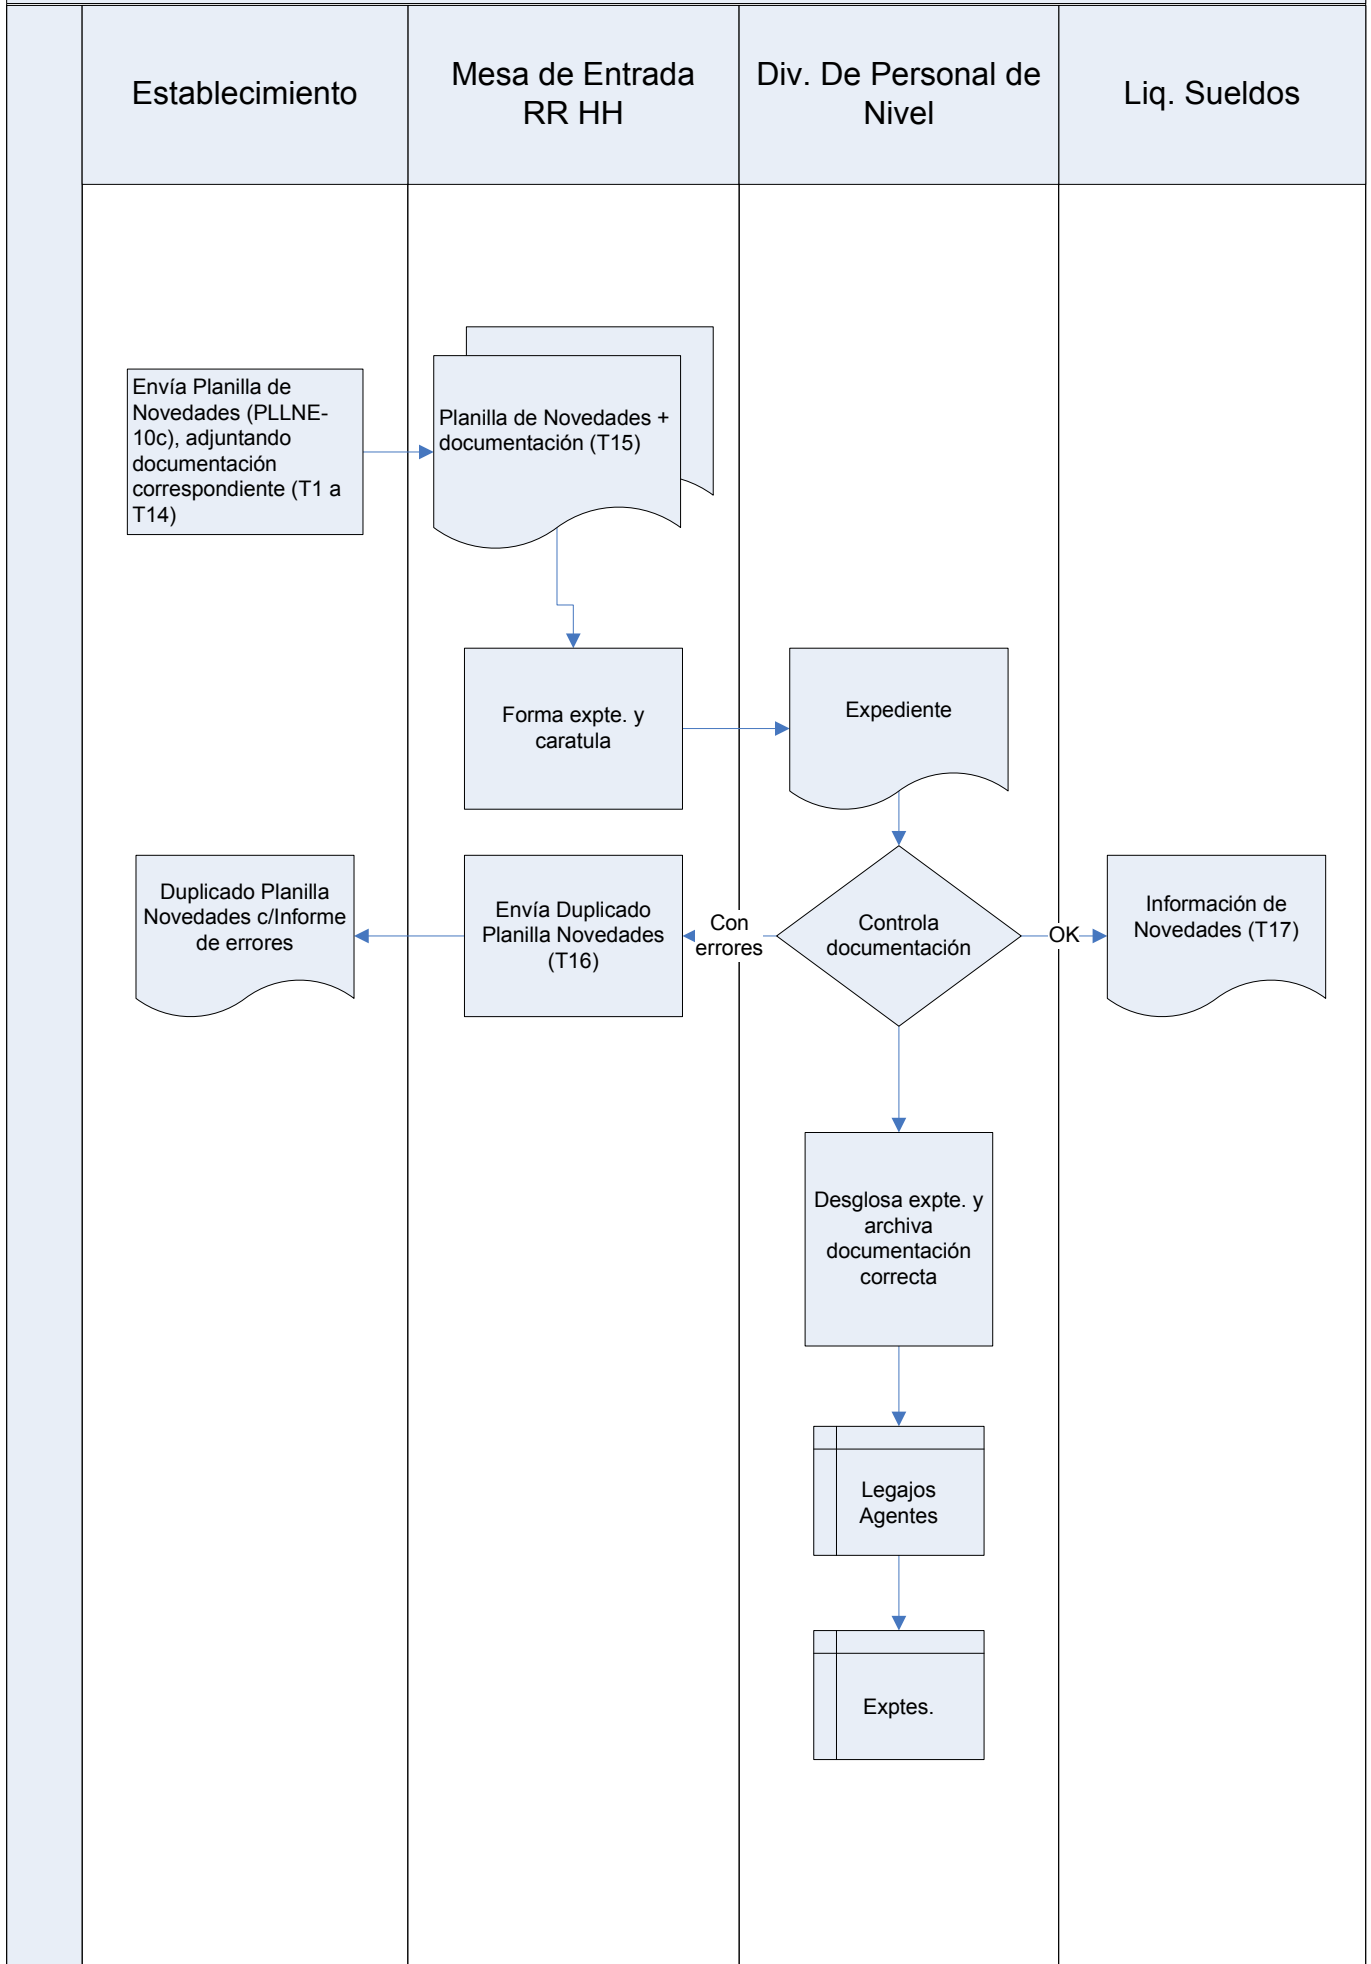 Establecimiento
Mesa de Entrada
RR HH
Div. De Personal de
Nivel
Liq. Sueldos
Envía Planilla de
Novedades (PLLNE-
10c), adjuntando
documentación
correspondiente (T1 a
T14)
Planilla de Novedades +
documentación (T15)
Forma expte. y
caratula
Expediente
Duplicado Planilla
Novedades c/Informe
de errores
Envía Duplicado
Planilla Novedades
(T16)
Con
errores
Controla
documentación
OK
Información de
Novedades (T17)
Desglosa expte. y
archiva
documentación
correcta
Legajos
Agentes
Exptes.